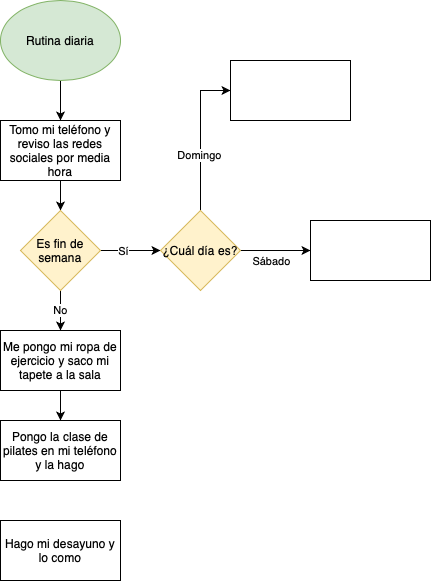 Rutina diaria
Tomo mi teléfono y
reviso las redes
sociales por media
hora
Domingo
Es fin de
semana
Sí
¿Cuál día es?
Sábado
No
Me pongo mi ropa de
ejercicio y saco mi
tapete a la sala
Pongo la clase de
pilates en mi teléfono
y la hago
Hago mi desayuno y
lo como